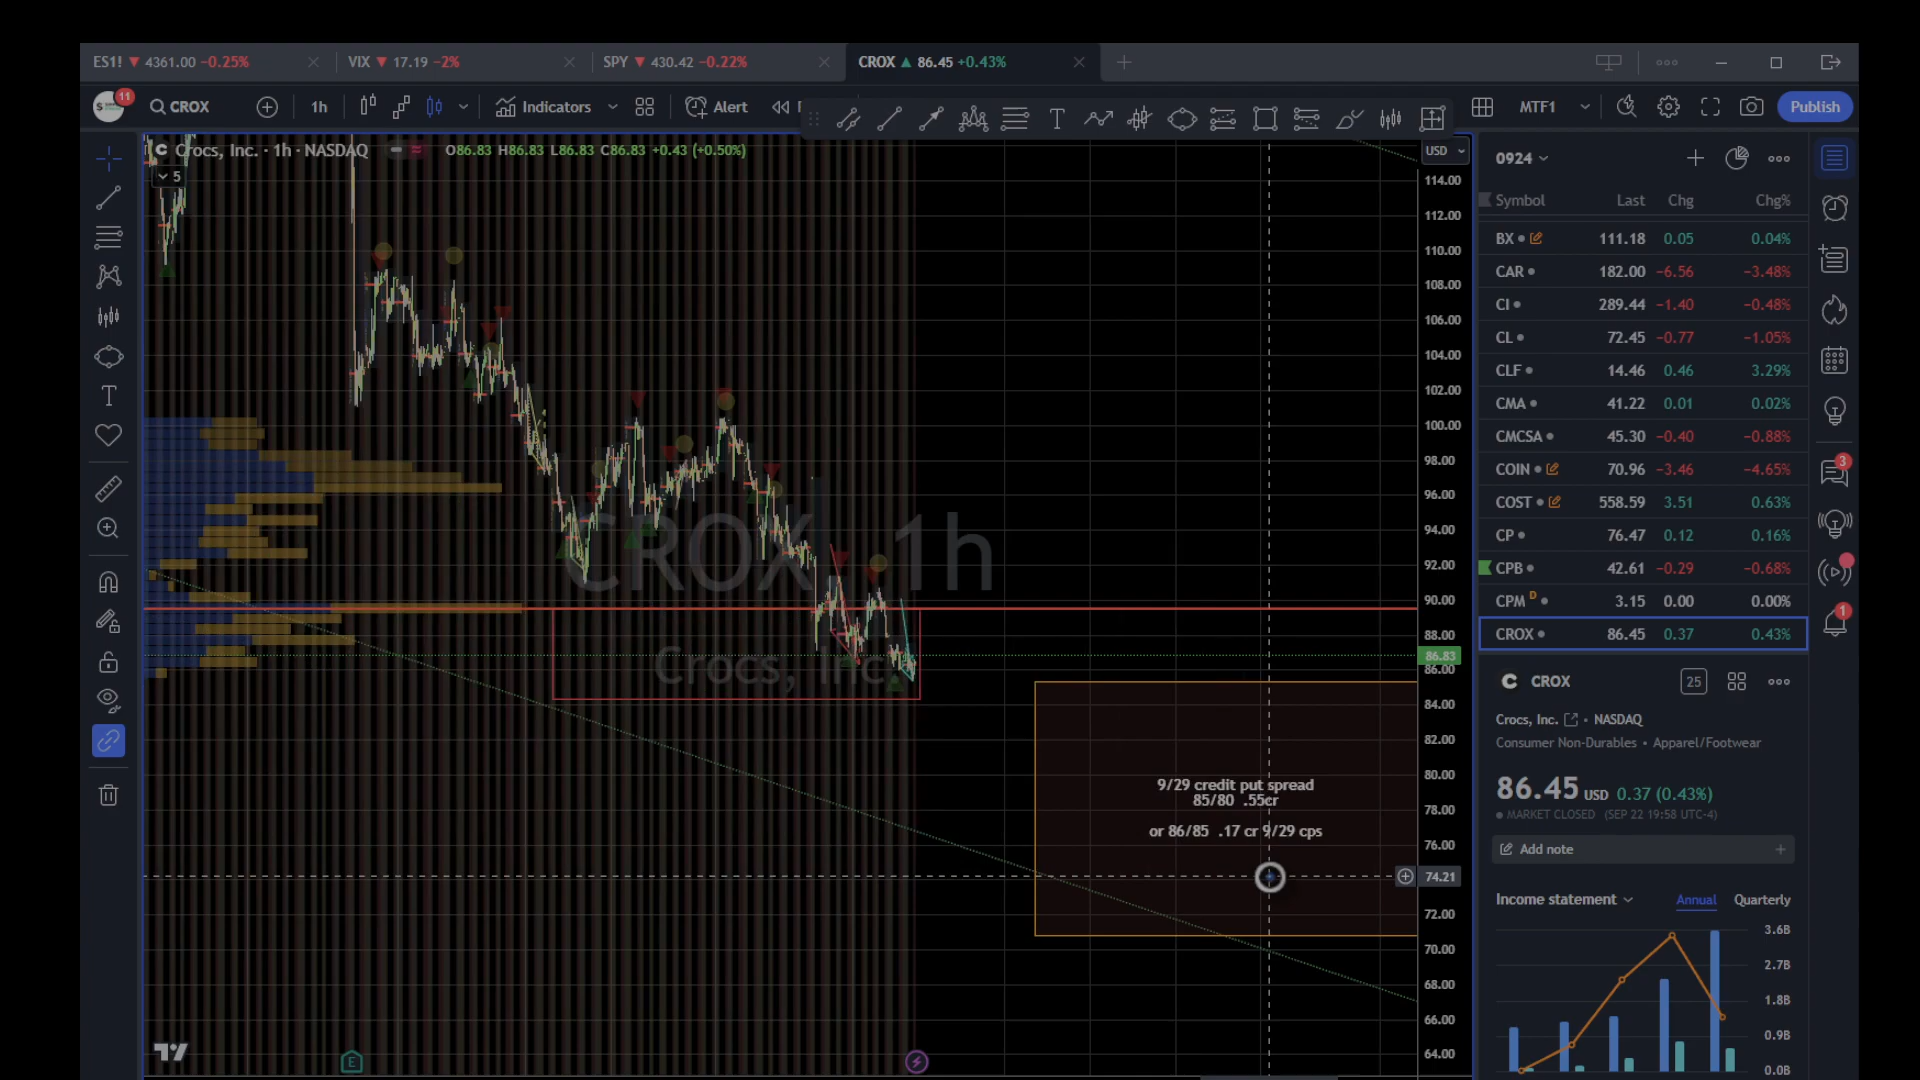 ES1! ▼ 4361.00 −0.25%
VIX ▼ 17.19 −2%
SPY ▼ 430.42 −0.22%
CROX ▲ 86.45 +0.43%
11
CROX
1h
Indicators
Alert
MTF1
Publish
Crocs, Inc. · 1h · NASDAQ
O86.83 H86.83 L86.83 C86.83 +0.43 (+0.50%)
5
USD
114.00
112.00
110.00
108.00
106.00
104.00
102.00
100.00
98.00
96.00
94.00
92.00
90.00
88.00
86.83
86.00
84.00
82.00
80.00
78.00
76.00
74.21
72.00
70.00
68.00
66.00
64.00
CROX, 1h
Crocs, Inc.
9/29 credit put spread
85/80 .55cr
or 86/85 .17 cr 9/29 cps
E
0924
Symbol Last Chg Chg%
BX 111.18 0.05 0.04%
CAR 182.00 −6.56 −3.48%
CI 289.44 −1.40 −0.48%
CL 72.45 −0.77 −1.05%
CLF 14.46 0.46 3.29%
CMA 41.22 0.01 0.02%
CMCSA 45.30 −0.40 −0.88%
COIN 70.96 −3.46 −4.65%
COST 558.59 3.51 0.63%
CP 76.47 0.12 0.16%
CPB 42.61 −0.29 −0.68%
CPM D 3.15 0.00 0.00%
CROX 86.45 0.37 0.43%
3
1
CROX
25
Crocs, Inc. • NASDAQ
Consumer Non-Durables • Apparel/Footwear
86.45 USD 0.37 (0.43%)
MARKET CLOSED (SEP 22 19:58 UTC-4)
Add note
Income statement
Annual
Quarterly
3.6B
2.7B
1.8B
0.9B
0.0B